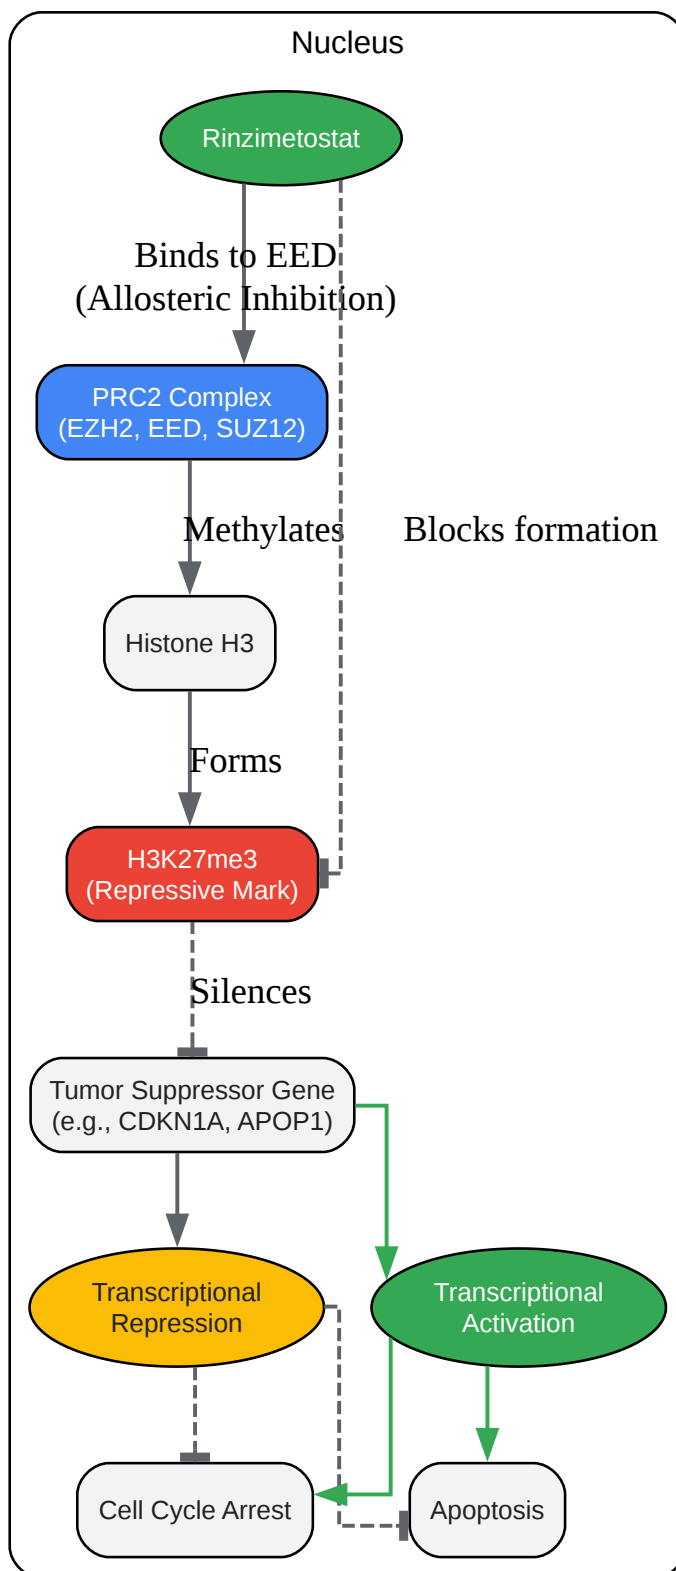 Nucleus
Rinzimetostat
Binds to EED
(Allosteric Inhibition)
PRC2 Complex
(EZH2, EED, SUZ12)
Methylates
Blocks formation
Histone H3
Forms
H3K27me3
(Repressive Mark)
Silences
Tumor Suppressor Gene
(e.g., CDKN1A, APOP1)
Transcriptional
Repression
Transcriptional
Activation
Cell Cycle Arrest
Apoptosis